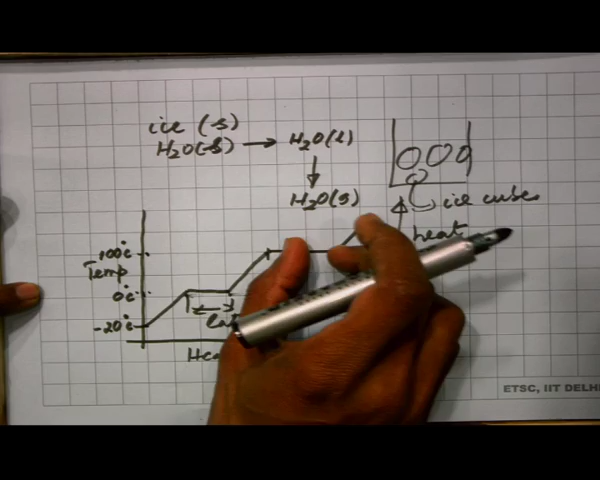 ice (s)
H₂O(s) → H₂O(l)
↓
H₂O(g)
ice cubes
heat
100°c
Temp
0°c
-20°c
ETSC, IIT DELHI